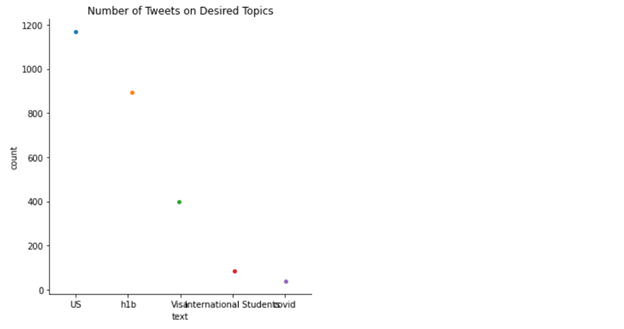 Number of Tweets on Desired Topics
1200
1000
800
600
400
200
0
count
US h1b Visa International Students covid
text